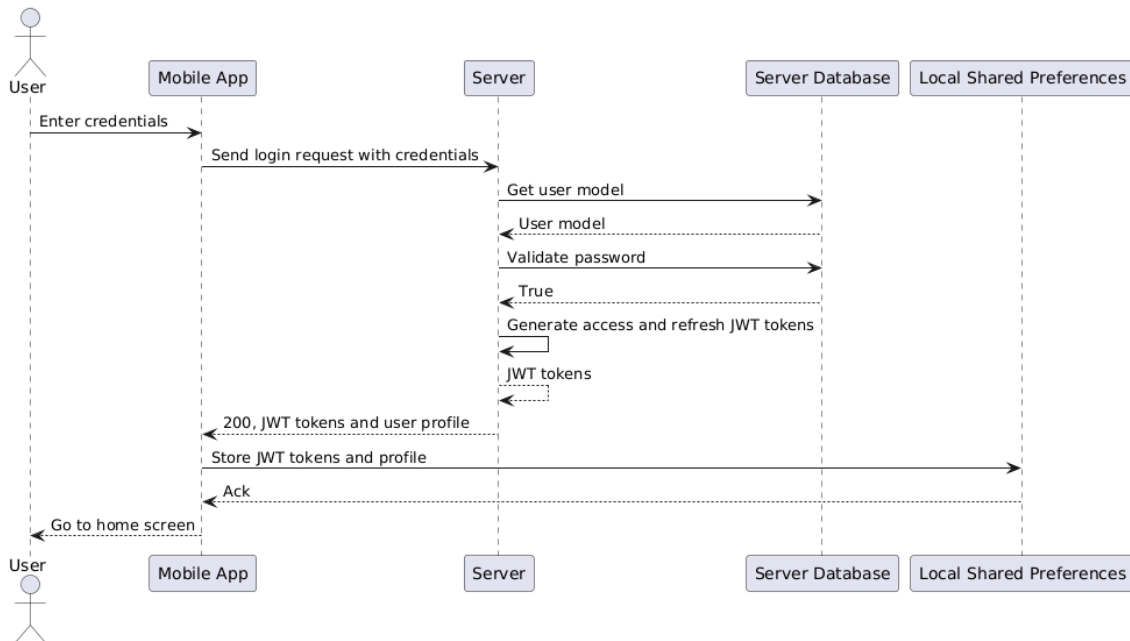 User
Mobile App
Server
Server Database
Local Shared Preferences
Enter credentials
Send login request with credentials
Get user model
User model
Validate password
True
Generate access and refresh JWT tokens
JWT tokens
200, JWT tokens and user profile
Store JWT tokens and profile
Ack
Go to home screen
User
Mobile App
Server
Server Database
Local Shared Preferences